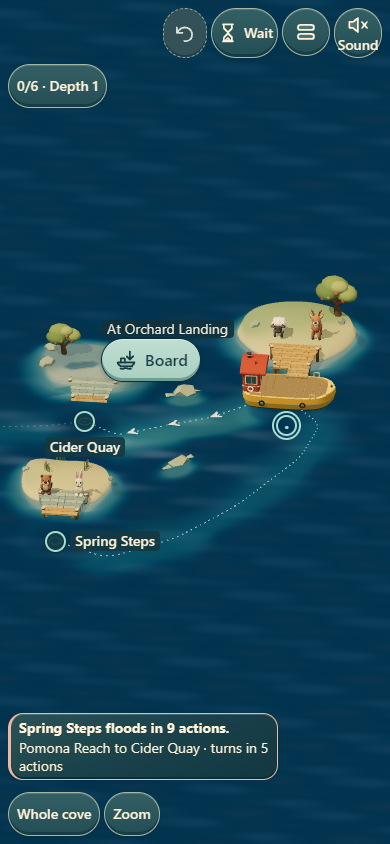 Wait
Sound
0/6 · Depth 1
At Orchard Landing
Board
Cider Quay
Spring Steps
Spring Steps floods in 9 actions.
Pomona Reach to Cider Quay · turns in 5
actions
Whole cove
Zoom